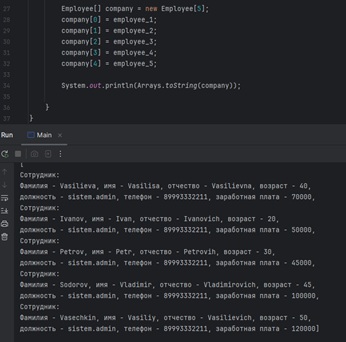 27 Employee[] company = new Employee[5];
28 company[0] = employee_1;
29 company[1] = employee_2;
30 company[2] = employee_3;
31 company[3] = employee_4;
32 company[4] = employee_5;
33
34 System.out.println(Arrays.toString(company));
35
36 }
37 }
Run Main ×
[
Сотрудник:
Фамилия - Vasilieva, имя - Vasilisa, отчество - Vasilievna, возраст - 40,
должность - sistem.admin, телефон - 89993332211, заработная плата - 70000,
Сотрудник:
Фамилия - Ivanov, имя - Ivan, отчество - Ivanovich, возраст - 20,
должность - sistem.admin, телефон - 89993332211, заработная плата - 50000,
Сотрудник:
Фамилия - Petrov, имя - Petr, отчество - Petrovih, возраст - 30,
должность - sistem.admin, телефон - 89993332211, заработная плата - 45000,
Сотрудник:
Фамилия - Sodorov, имя - Vladimir, отчество - Vladimirovich, возраст - 45,
должность - sistem.admin, телефон - 89993332211, заработная плата - 100000,
Сотрудник:
Фамилия - Vasechkin, имя - Vasiliy, отчество - Vasilievich, возраст - 50,
должность - sistem.admin, телефон - 89993332211, заработная плата - 120000]